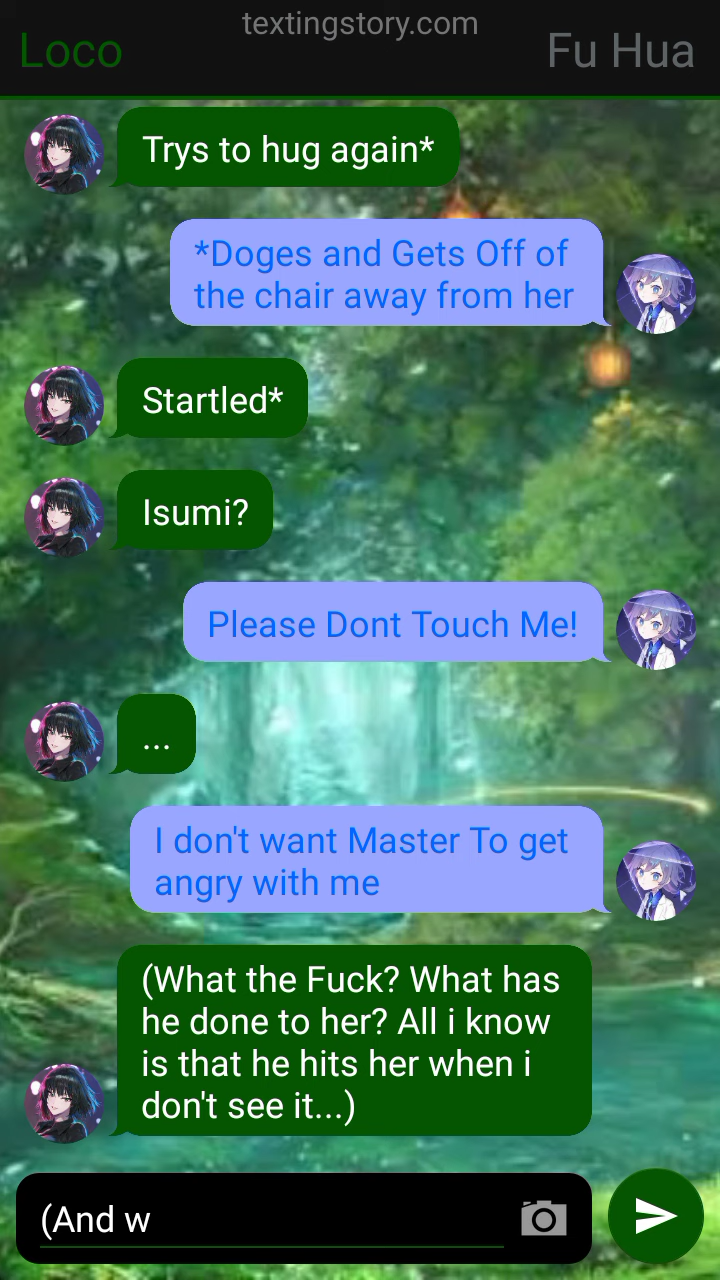 textingstory.com
Loco
Fu Hua
Trys to hug again*
*Doges and Gets Off of
the chair away from her
Startled*
Isumi?
Please Dont Touch Me!
...
I don't want Master To get
angry with me
(What the Fuck? What has
he done to her? All i know
is that he hits her when i
don't see it...)
(And w